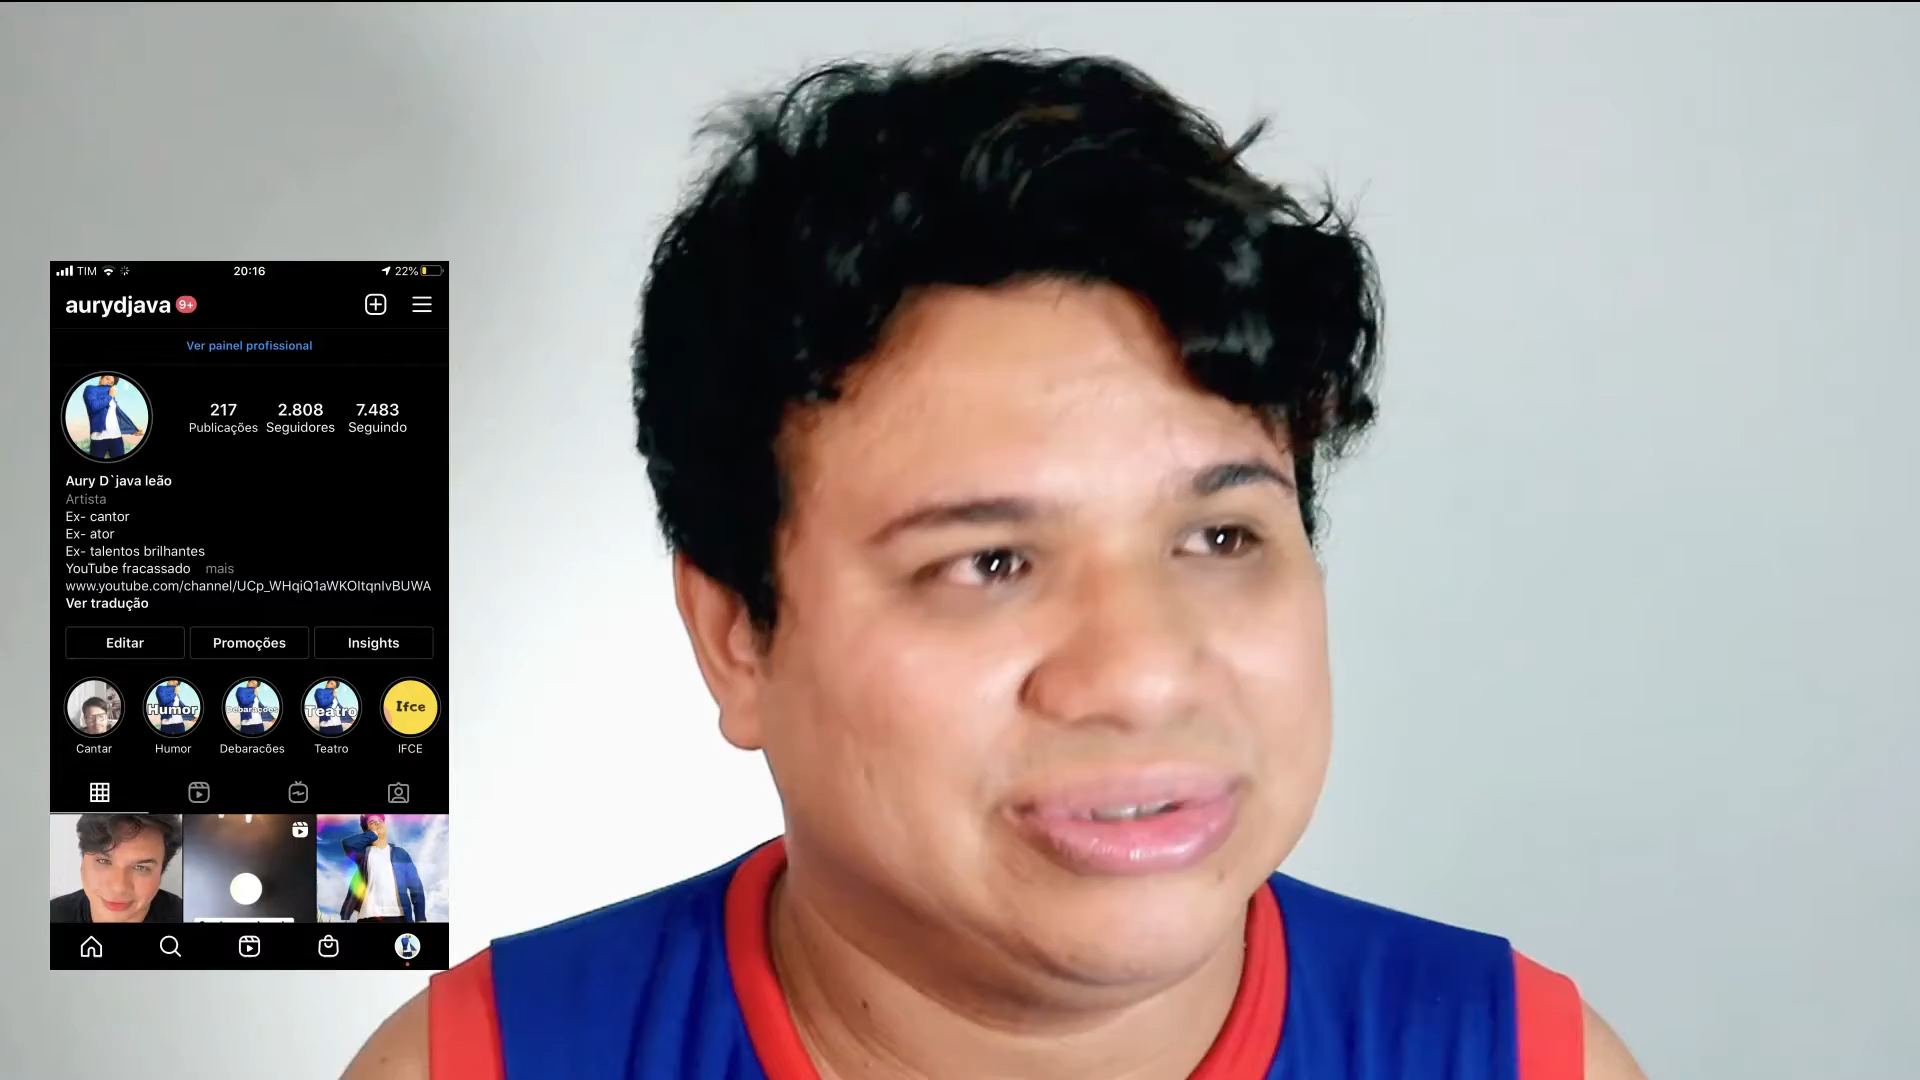 TIM
20:16
22%
aurydjava 9+
Ver painel profissional
217 2.808 7.483
Publicações Seguidores Seguindo
Aury D`java leão
Artista
Ex- cantor
Ex- ator
Ex- talentos brilhantes
YouTube fracassado mais
www.youtube.com/channel/UCp_WHqiQ1aWKOItqnIvBUWA
Ver tradução
Editar Promoções Insights
Humor Debaracões Teatro Ifce
Cantar Humor Debaracões Teatro IFCE